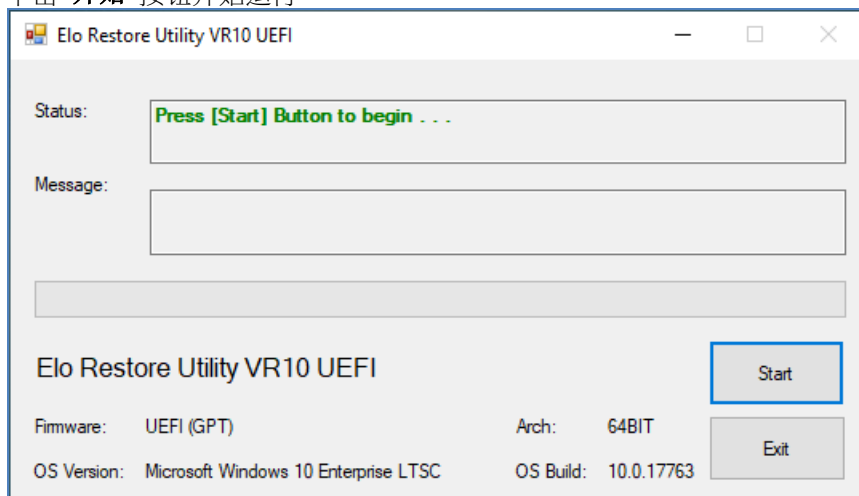 Elo Restore Utility VR10 UEFI
Status:
Press [Start] Button to begin . . .
Message:
Elo Restore Utility VR10 UEFI
Start
Firmware: UEFI (GPT) Arch: 64BIT
Exit
OS Version: Microsoft Windows 10 Enterprise LTSC OS Build: 10.0.17763